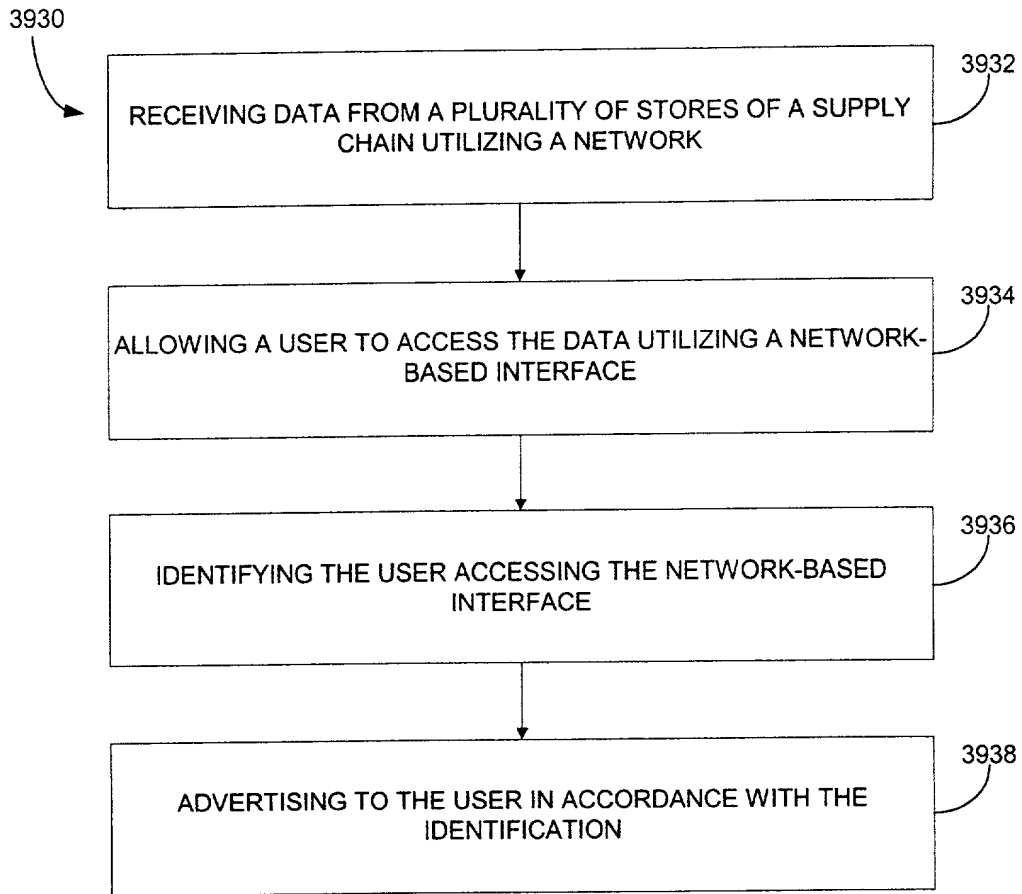 3930
3932
RECEIVING DATA FROM A PLURALITY OF STORES OF A SUPPLY
CHAIN UTILIZING A NETWORK
3934
ALLOWING A USER TO ACCESS THE DATA UTILIZING A NETWORK-
BASED INTERFACE
3936
IDENTIFYING THE USER ACCESSING THE NETWORK-BASED
INTERFACE
3938
ADVERTISING TO THE USER IN ACCORDANCE WITH THE
IDENTIFICATION